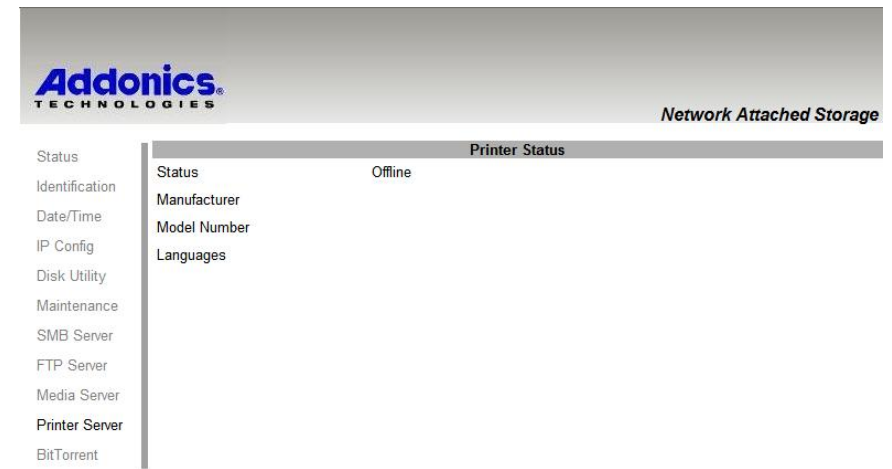 Addonics®
TECHNOLOGIES
Network Attached Storage
Status
Identification
Date/Time
IP Config
Disk Utility
Maintenance
SMB Server
FTP Server
Media Server
Printer Server
BitTorrent
Printer Status
Status Offline
Manufacturer
Model Number
Languages